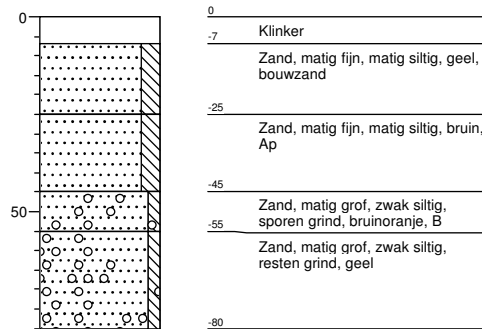 0
50
0
Klinker
-7
Zand, matig fijn, matig siltig, geel,
bouwzand
-25
Zand, matig fijn, matig siltig, bruin,
Ap
-45
Zand, matig grof, zwak siltig,
sporen grind, bruinoranje, B
-55
Zand, matig grof, zwak siltig,
resten grind, geel
-80